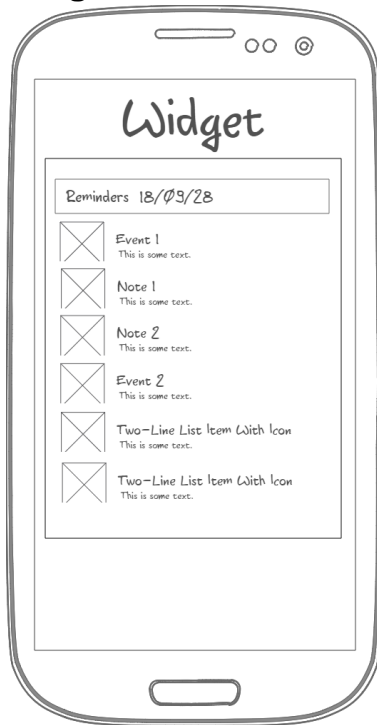 Widget
Reminders 18/09/28
Event 1
This is some text.
Note 1
This is some text.
Note 2
This is some text.
Event 2
This is some text.
Two-Line List Item With Icon
This is some text.
Two-Line List Item With Icon
This is some text.